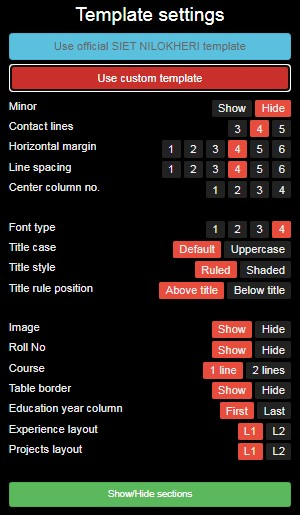 Template settings
Use official SIET NILOKHERI template
Use custom template
Minor Show Hide
Contact lines 3 4 5
Horizontal margin 1 2 3 4 5 6
Line spacing 1 2 3 4 5 6
Center column no. 1 2 3 4
Font type 1 2 3 4
Title case Default Uppercase
Title style Ruled Shaded
Title rule position Above title Below title
Image Show Hide
Roll No Show Hide
Course 1 line 2 lines
Table border Show Hide
Education year column First Last
Experience layout L1 L2
Projects layout L1 L2
Show/Hide sections